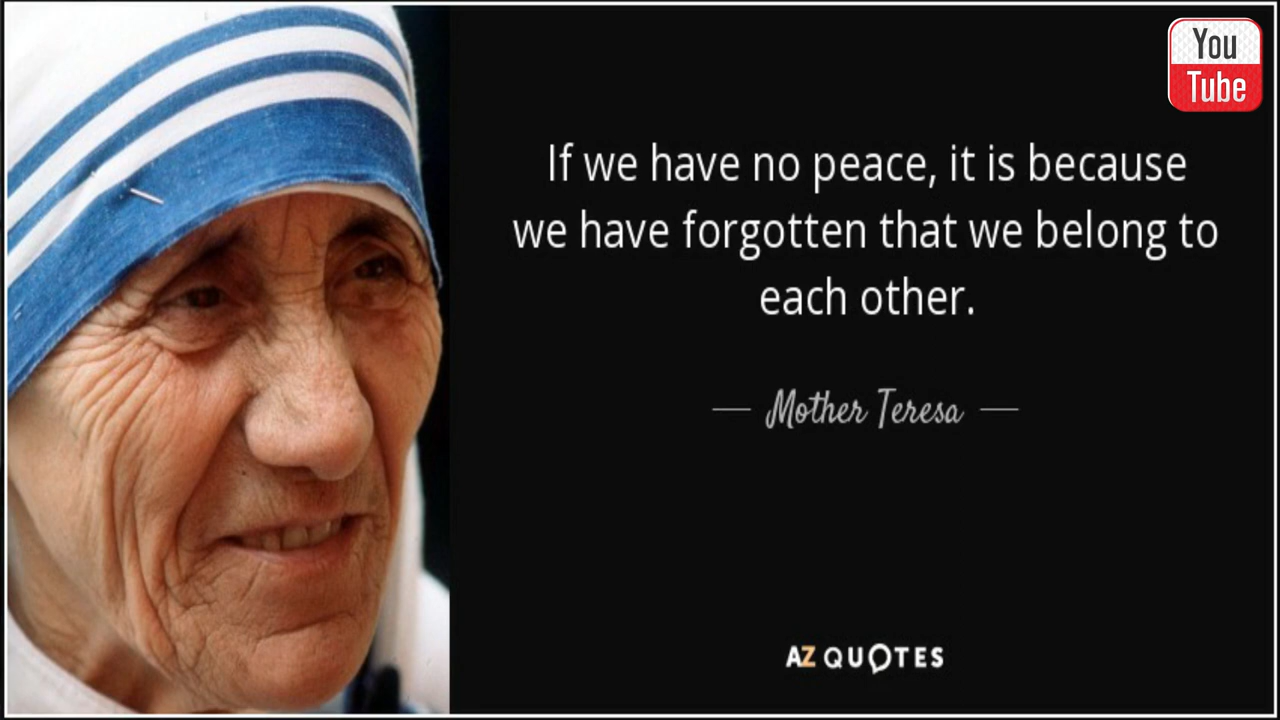 You
Tube
If we have no peace, it is because
we have forgotten that we belong to
each other.
— Mother Teresa —
AZ QUOTES